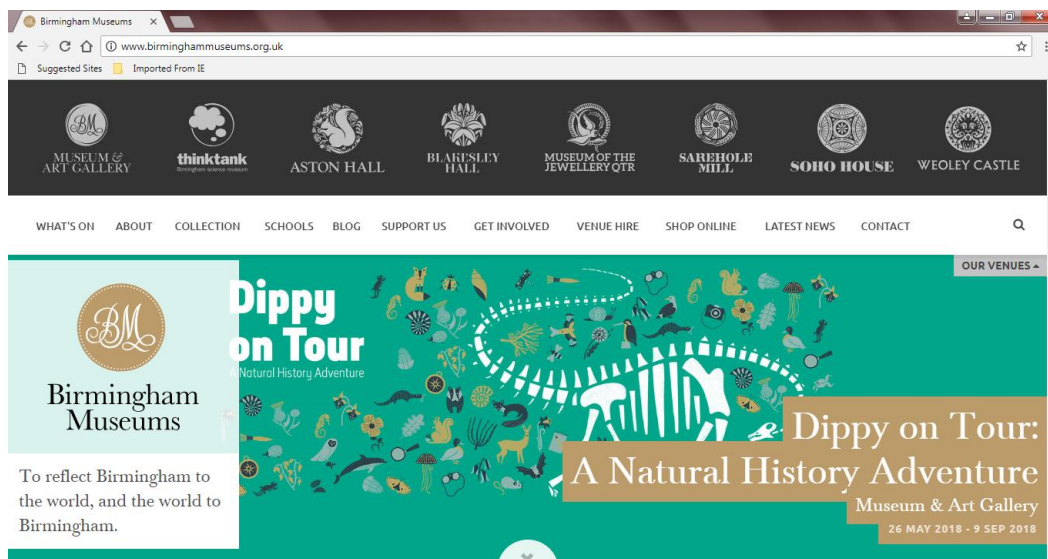 Birmingham Museums
www.birminghammuseums.org.uk
Suggested Sites Imported From IE
BM
MUSEUM &
ART GALLERY
thinktank
Birmingham science museum
ASTON HALL
BLAKESLEY
HALL
MUSEUM OF THE
JEWELLERY QTR
SAREHOLE
MILL
SOHO HOUSE
WEOLEY CASTLE
WHAT'S ON ABOUT COLLECTION SCHOOLS BLOG SUPPORT US GET INVOLVED VENUE HIRE SHOP ONLINE LATEST NEWS CONTACT
OUR VENUES
BM
Birmingham
Museums
To reflect Birmingham to
the world, and the world to
Birmingham.
Dippy
on Tour
A Natural History Adventure
Dippy on Tour:
A Natural History Adventure
Museum & Art Gallery
26 MAY 2018 - 9 SEP 2018